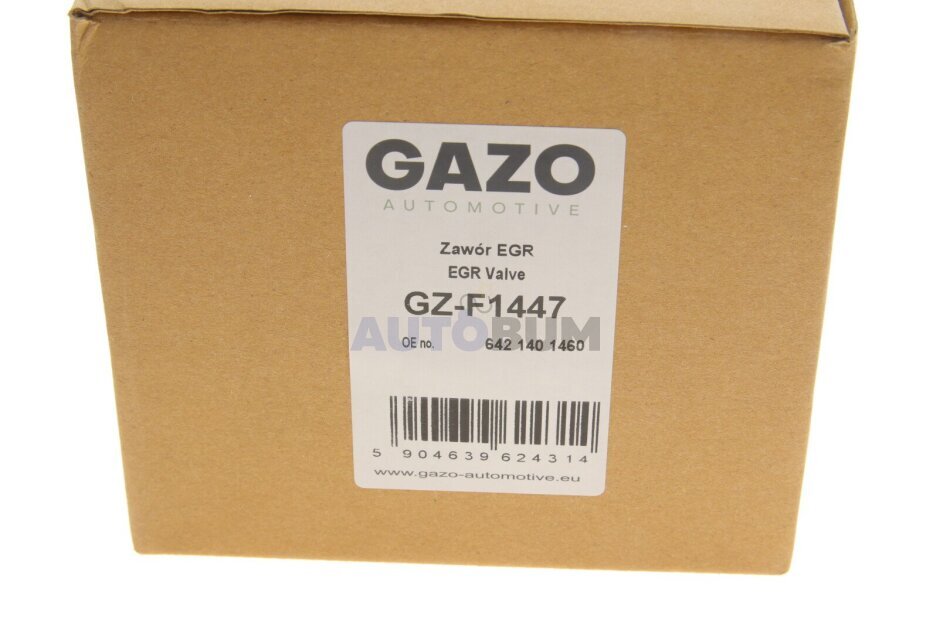 GAZO
AUTOMOTIVE
Zawór EGR
EGR Valve
GZ-F1447
AUTOBUM
OE no. 642 140 1460
5 904639 624314
www.gazo-automotive.eu